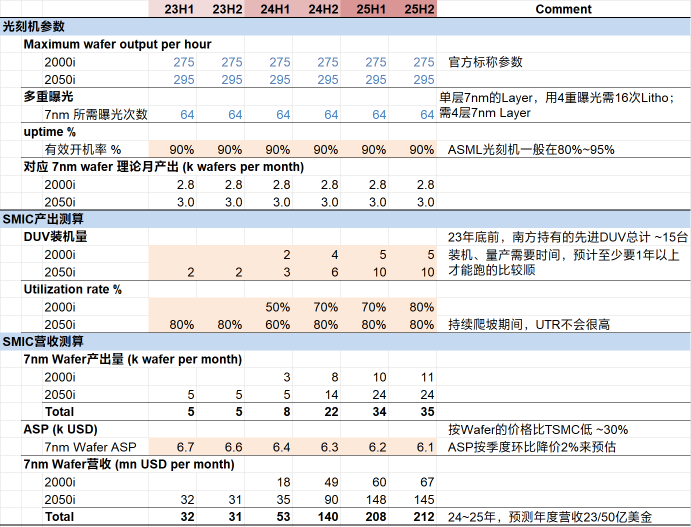 23H1 23H2 24H1 24H2 25H1 25H2 Comment
光刻机参数
Maximum wafer output per hour
2000i 275 275 275 275 275 275 官方标称参数
2050i 295 295 295 295 295 295
多重曝光 单层7nm的Layer，用4重曝光需16次Litho；
7nm 所需曝光次数 64 64 64 64 64 64 需4层7nm Layer
uptime %
有效开机率 % 90% 90% 90% 90% 90% 90% ASML光刻机一般在80%~95%
对应 7nm wafer 理论月产出 (k wafers per month)
2000i 2.8 2.8 2.8 2.8 2.8 2.8
2050i 3.0 3.0 3.0 3.0 3.0 3.0
SMIC产出测算
DUV装机量 23年底前，南方持有的先进DUV总计 ~15台
2000i 2 4 5 5 装机、量产需要时间，预计至少要1年以上
2050i 2 2 3 6 10 10 才能跑的比较顺
Utilization rate %
2000i 50% 70% 70% 80%
2050i 80% 80% 60% 80% 80% 80% 持续爬坡期间，UTR不会很高
SMIC营收测算
7nm Wafer产出量 (k wafer per month)
2000i 3 8 10 11
2050i 5 5 5 14 24 24
Total 5 5 8 22 34 35
ASP (k USD) 按Wafer的价格比TSMC低 ~30%
7nm Wafer ASP 6.7 6.6 6.4 6.3 6.2 6.1 ASP按季度环比降价2%来预估
7nm Wafer营收 (mn USD per month)
2000i 18 49 60 67
2050i 32 31 35 90 148 145
Total 32 31 53 140 208 212 24~25年，预测年度营收23/50亿美金